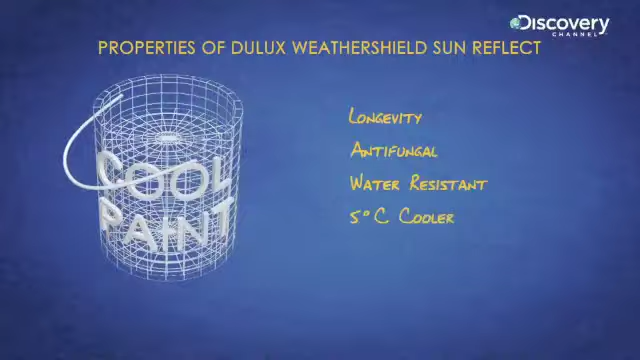 Discovery
CHANNEL
PROPERTIES OF DULUX WEATHERSHIELD SUN REFLECT
COOL
PAINT
LONGEVITY
ANTIFUNGAL
WATER RESISTANT
5° C COOLER